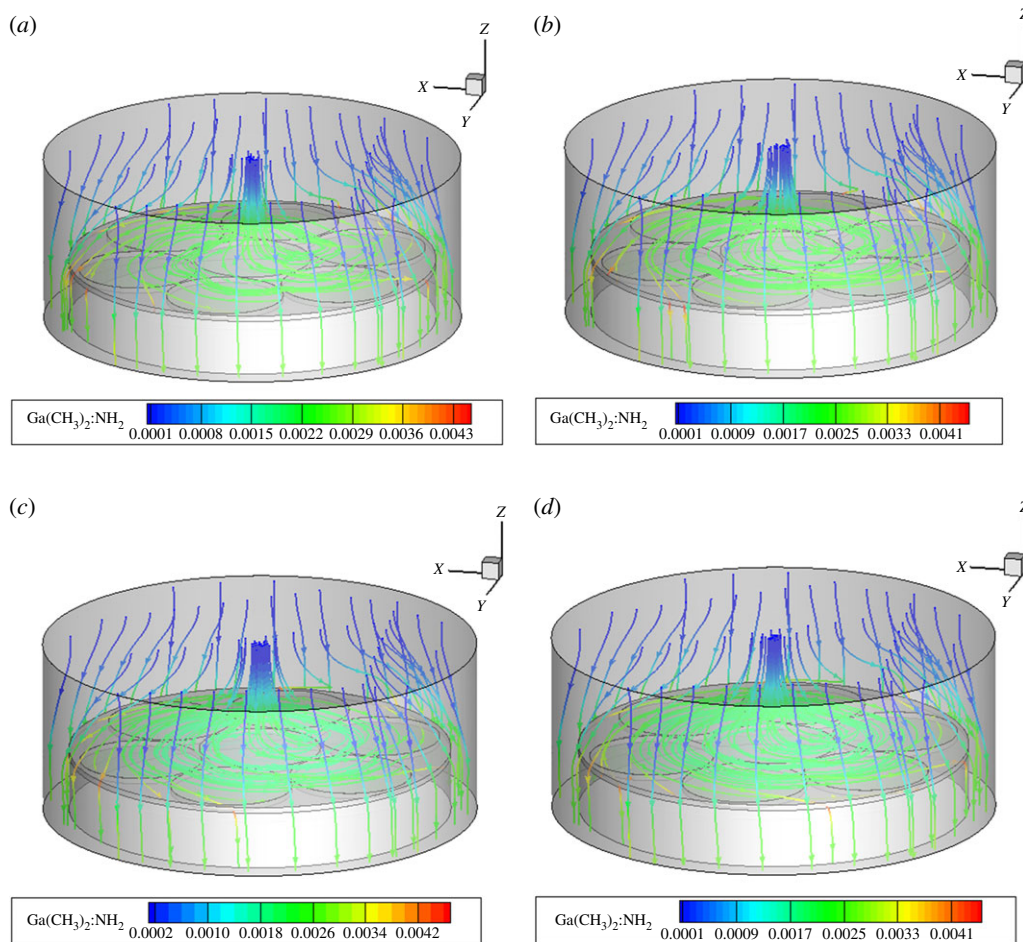 (a)
Z
X
Y
Ga(CH3)2:NH2
0.0001 0.0008 0.0015 0.0022 0.0029 0.0036 0.0043
(b)
Z
X
Y
Ga(CH3)2:NH2
0.0001 0.0009 0.0017 0.0025 0.0033 0.0041
(c)
Z
X
Y
Ga(CH3)2:NH2
0.0002 0.0010 0.0018 0.0026 0.0034 0.0042
(d)
Z
X
Y
Ga(CH3)2:NH2
0.0001 0.0009 0.0017 0.0025 0.0033 0.0041